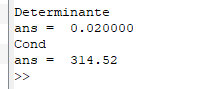 Determinante
ans =  0.020000
Cond
ans =  314.52
>>